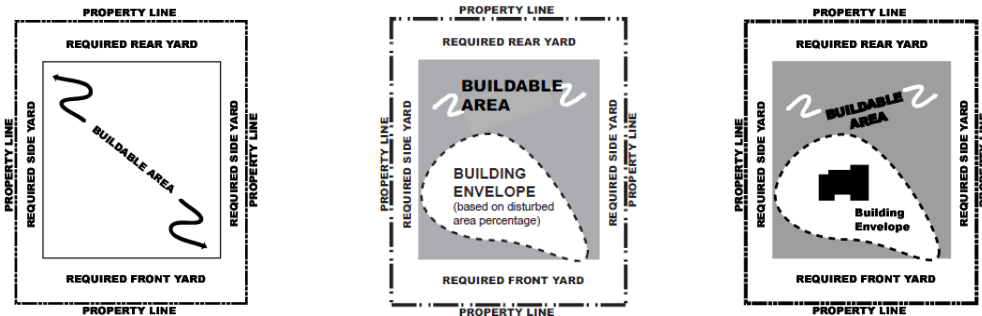 PROPERTY LINE
REQUIRED REAR YARD
PROPERTY LINE
REQUIRED SIDE YARD
BUILDABLE AREA
REQUIRED SIDE YARD
PROPERTY LINE
REQUIRED FRONT YARD
PROPERTY LINE
PROPERTY LINE
REQUIRED REAR YARD
BUILDABLE
AREA
PROPERTY LINE
REQUIRED SIDE YARD
BUILDING
ENVELOPE
(based on disturbed
area percentage)
REQUIRED SIDE YARD
PROPERTY LINE
REQUIRED FRONT YARD
PROPERTY LINE
PROPERTY LINE
REQUIRED REAR YARD
BUILDABLE
AREA
PROPERTY LINE
REQUIRED SIDE YARD
Building
Envelope
REQUIRED SIDE YARD
PROPERTY LINE
REQUIRED FRONT YARD
PROPERTY LINE